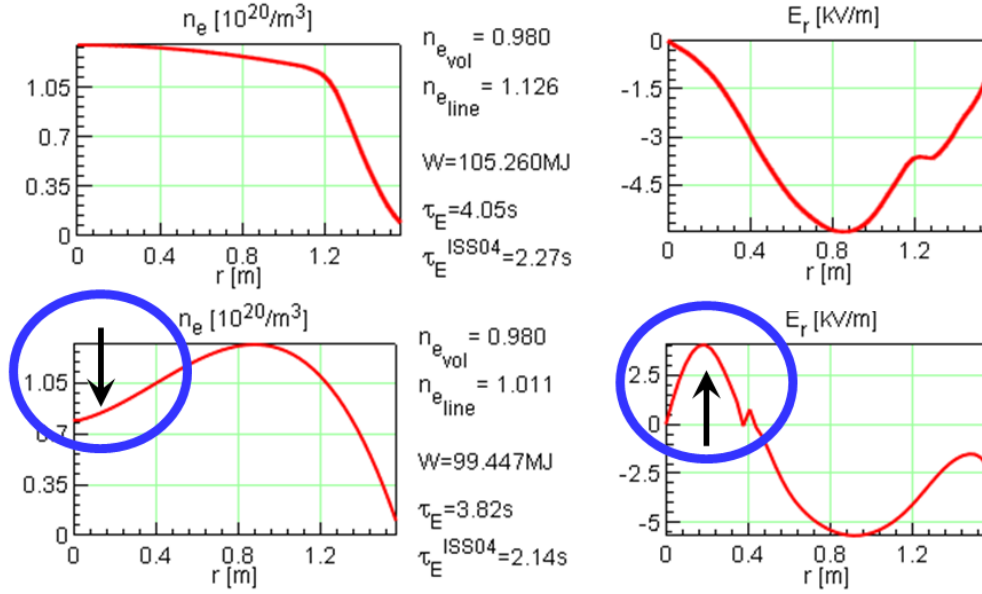 n_e [10^20/m^3]
1.05
0.7
0.35
0
0 0.4 0.8 1.2
r [m]
n_e_vol = 0.980
n_e_line = 1.126
W=105.260MJ
τ_E=4.05s
τ_E^ISS04=2.27s
E_r [kV/m]
0
-1.5
-3
-4.5
0 0.4 0.8 1.2
r [m]
n_e [10^20/m^3]
1.05
0.7
0.35
0
0 0.4 0.8 1.2
r [m]
n_e_vol = 0.980
n_e_line = 1.011
W=99.447MJ
τ_E=3.82s
τ_E^ISS04=2.14s
E_r [KV/m]
2.5
0
-2.5
-5
0 0.4 0.8 1.2
r [m]